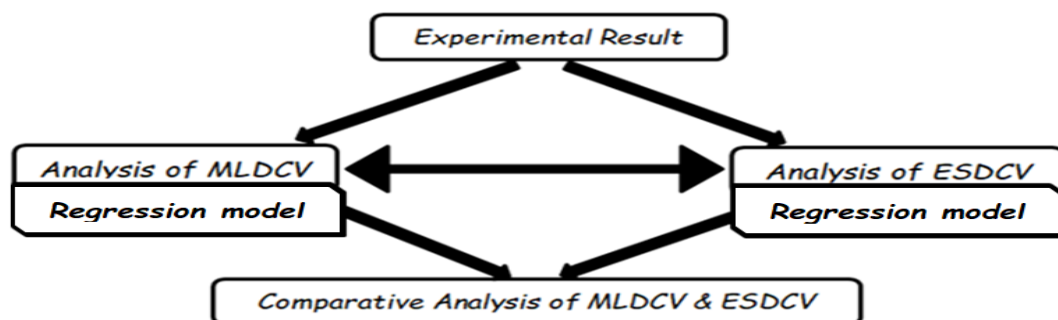 Experimental Result
Analysis of MLDCV
Regression model
Analysis of ESDCV
Regression model
Comparative Analysis of MLDCV & ESDCV